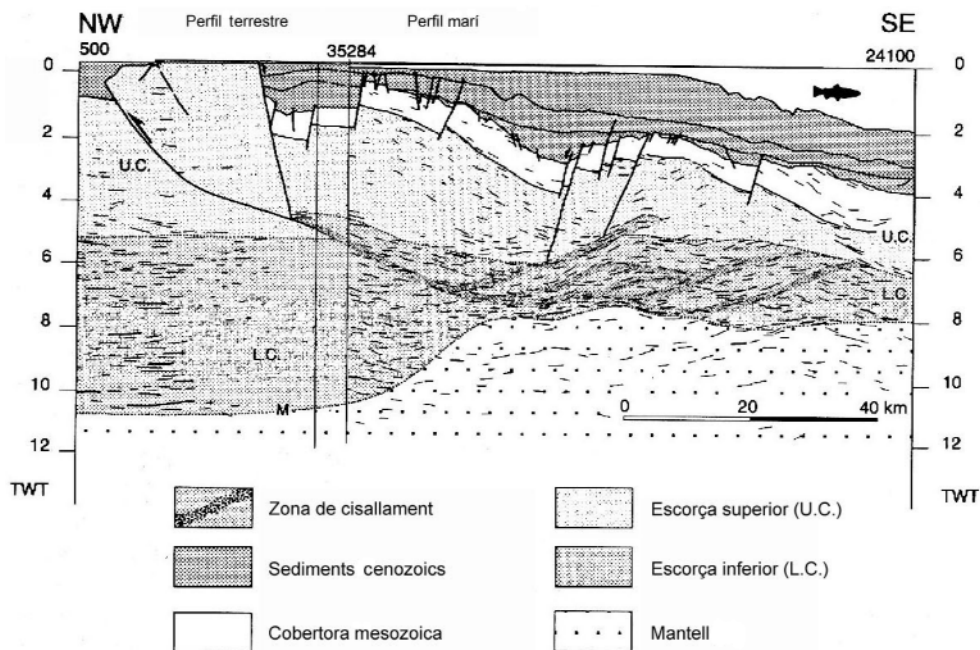 NW Perfil terrestre Perfil marí SE
500 35284 24100
0 0
2 2
U.C.
4 4
U.C.
6 6
L.C.
8 8
L.C.
10 10
M
0 20 40 km
12 12
TWT TWT
Zona de cisallament Escorça superior (U.C.)
Sediments cenozoics Escorça inferior (L.C.)
Cobertora mesozoica Mantell